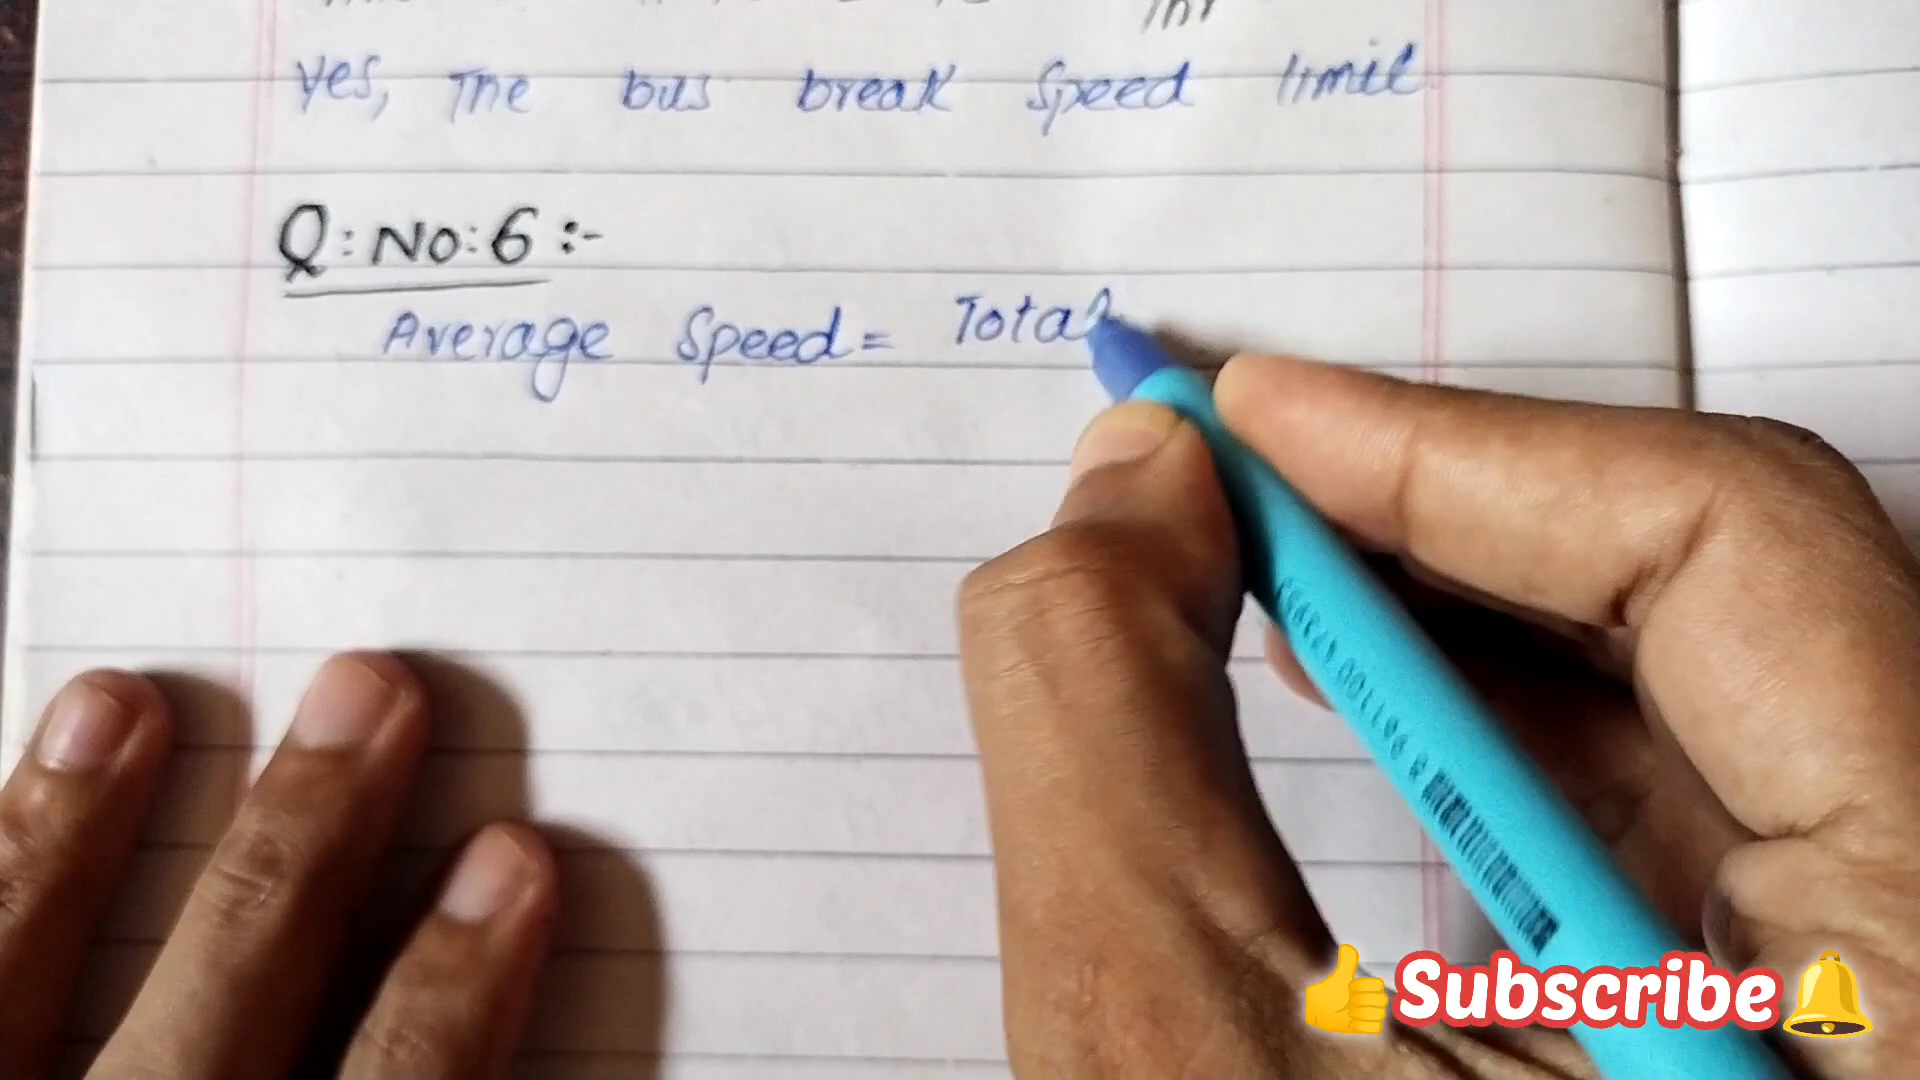 Yes, The bus break Speed limit
Q:No:6:-
Average Speed= Total
Subscribe